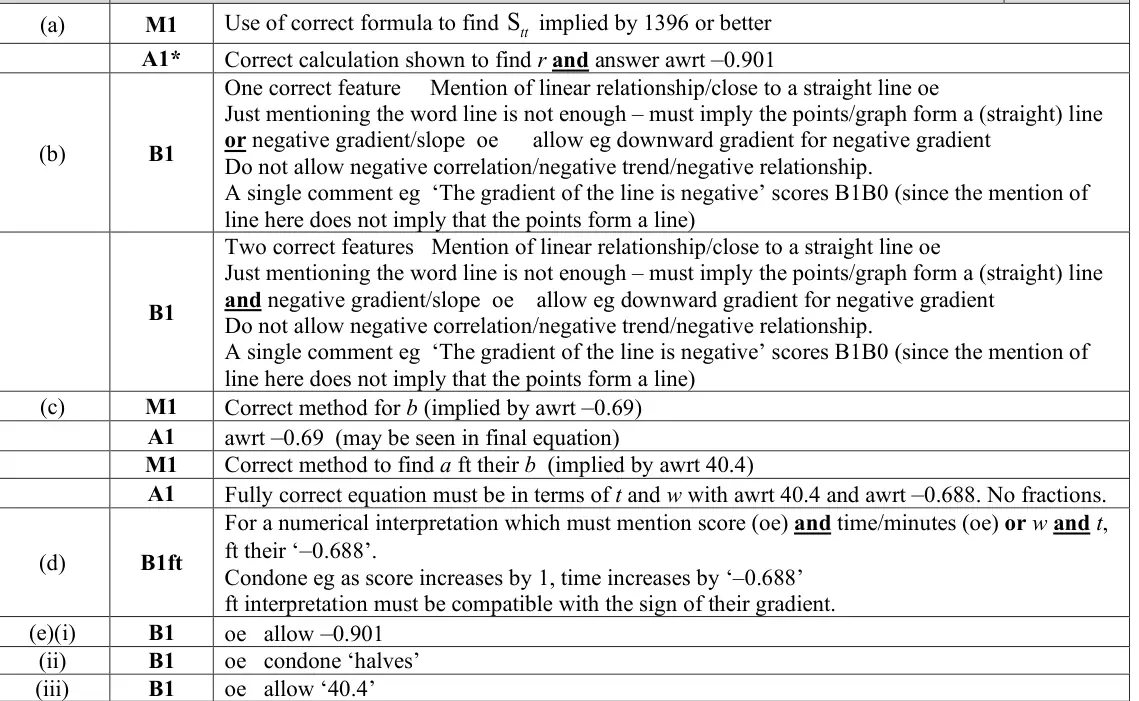 (a) M1 Use of correct formula to find Stt implied by 1396 or better
A1* Correct calculation shown to find r and answer awrt –0.901
One correct feature Mention of linear relationship/close to a straight line oe
Just mentioning the word line is not enough – must imply the points/graph form a (straight) line
or negative gradient/slope oe allow eg downward gradient for negative gradient
(b) B1 Do not allow negative correlation/negative trend/negative relationship.
A single comment eg ‘The gradient of the line is negative’ scores B1B0 (since the mention of
line here does not imply that the points form a line)
Two correct features Mention of linear relationship/close to a straight line oe
Just mentioning the word line is not enough – must imply the points/graph form a (straight) line
and negative gradient/slope oe allow eg downward gradient for negative gradient
B1 Do not allow negative correlation/negative trend/negative relationship.
A single comment eg ‘The gradient of the line is negative’ scores B1B0 (since the mention of
line here does not imply that the points form a line)
(c) M1 Correct method for b (implied by awrt –0.69)
A1 awrt –0.69 (may be seen in final equation)
M1 Correct method to find a ft their b (implied by awrt 40.4)
A1 Fully correct equation must be in terms of t and w with awrt 40.4 and awrt –0.688. No fractions.
For a numerical interpretation which must mention score (oe) and time/minutes (oe) or w and t,
(d) B1ft ft their ‘–0.688’.
Condone eg as score increases by 1, time increases by ‘–0.688’
ft interpretation must be compatible with the sign of their gradient.
(e)(i) B1 oe allow –0.901
(ii) B1 oe condone ‘halves’
(iii) B1 oe allow ‘40.4’